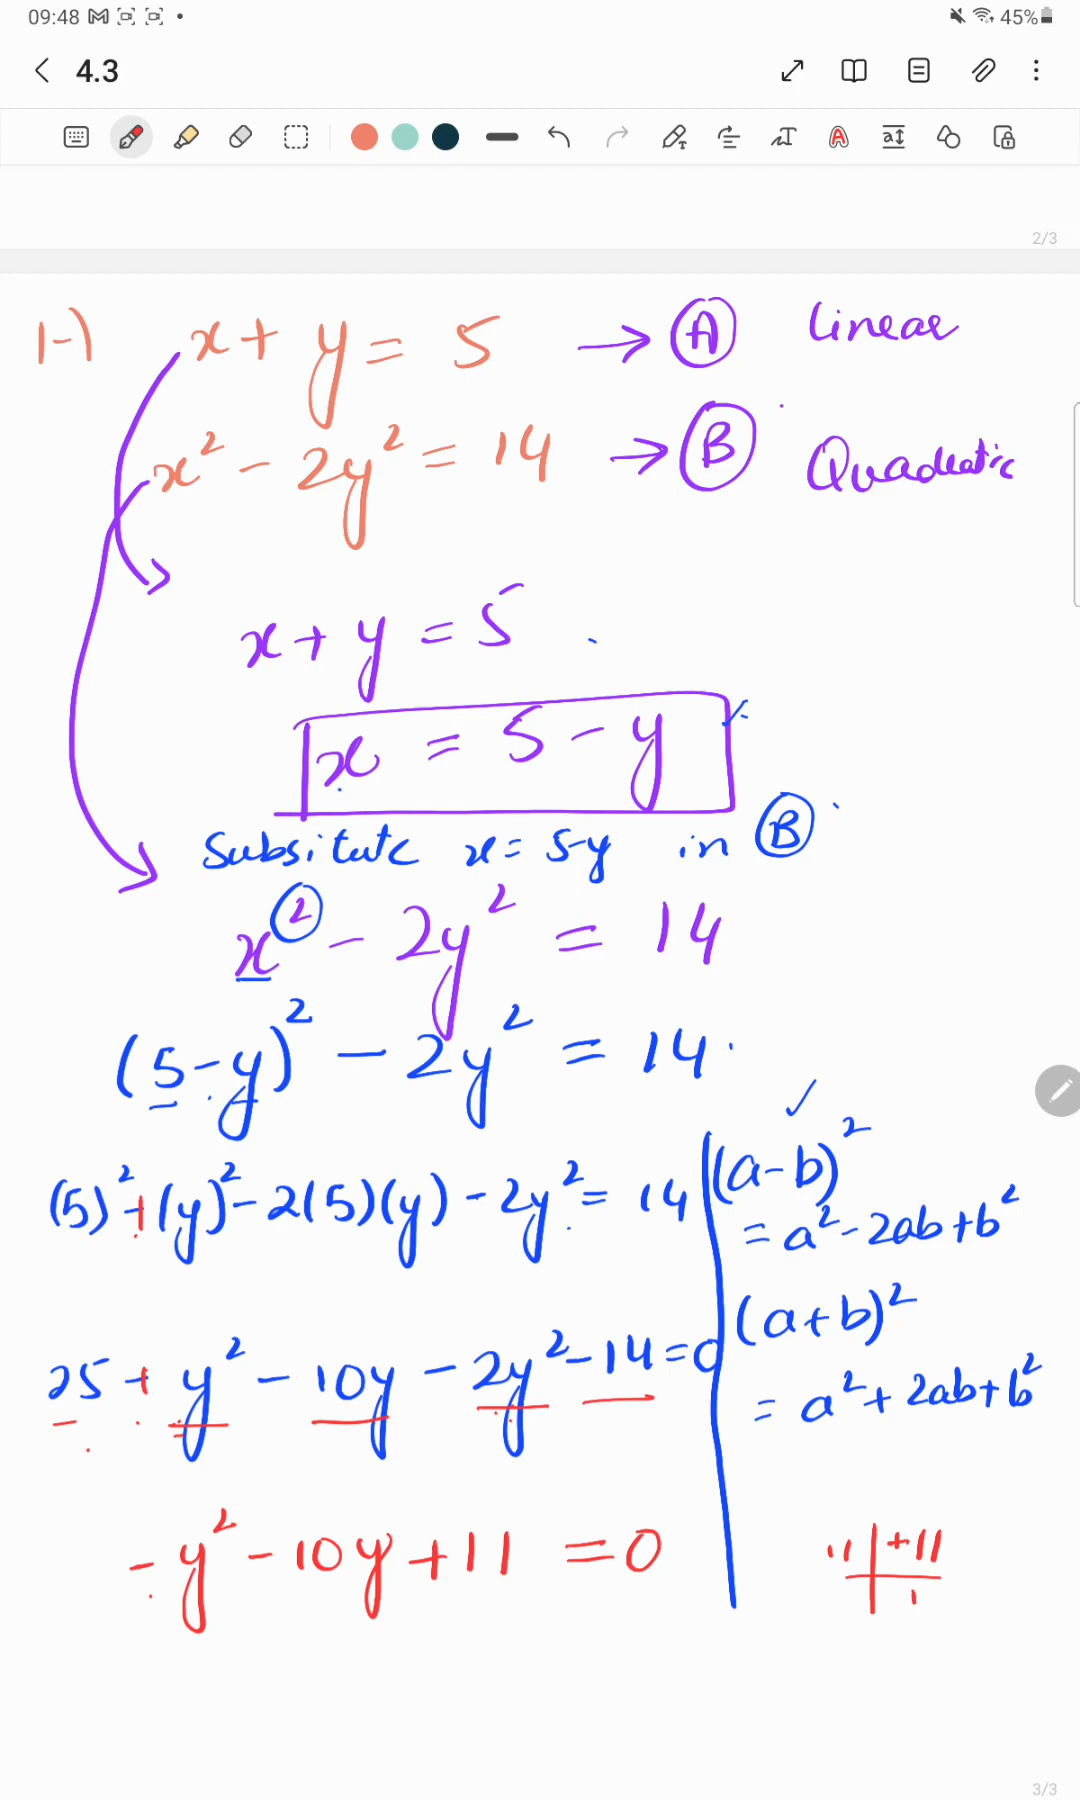 09:48
45%
4.3
2/3
1-) x + y = 5 → (A) Linear
x² - 2y² = 14 → (B) Quadratic
x + y = 5
x = 5 - y
Subsitute x = 5-y in (B)
x² - 2y² = 14
(5-y)² - 2y² = 14
(5)² + (y)² - 2(5)(y) - 2y² = 14
(a-b)²
= a² - 2ab + b²
(a+b)²
= a² + 2ab + b²
25 + y² - 10y - 2y² - 14 = 0
-y² - 10y + 11 = 0
11 | +11
1
3/3